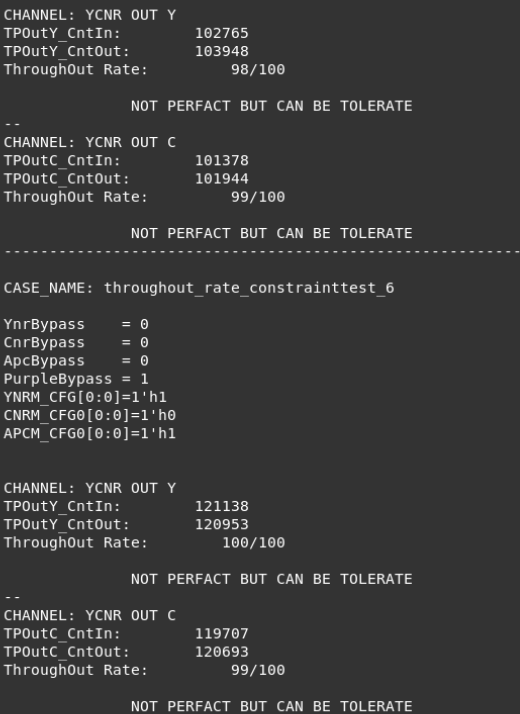 CHANNEL: YCNR OUT Y
TPOutY_CntIn: 102765
TPOutY_CntOut: 103948
ThroughOut Rate: 98/100
NOT PERFACT BUT CAN BE TOLERATE
--
CHANNEL: YCNR OUT C
TPOutC_CntIn: 101378
TPOutC_CntOut: 101944
ThroughOut Rate: 99/100
NOT PERFACT BUT CAN BE TOLERATE
---------------------------------------------------------
CASE_NAME: throughout_rate_constrainttest_6
YnrBypass = 0
CnrBypass = 0
ApcBypass = 0
PurpleBypass = 1
YNRM_CFG[0:0]=1'h1
CNRM_CFG0[0:0]=1'h0
APCM_CFG0[0:0]=1'h1
CHANNEL: YCNR OUT Y
TPOutY_CntIn: 121138
TPOutY_CntOut: 120953
ThroughOut Rate: 100/100
NOT PERFACT BUT CAN BE TOLERATE
--
CHANNEL: YCNR OUT C
TPOutC_CntIn: 119707
TPOutC_CntOut: 120693
ThroughOut Rate: 99/100
NOT PERFACT BUT CAN BE TOLERATE